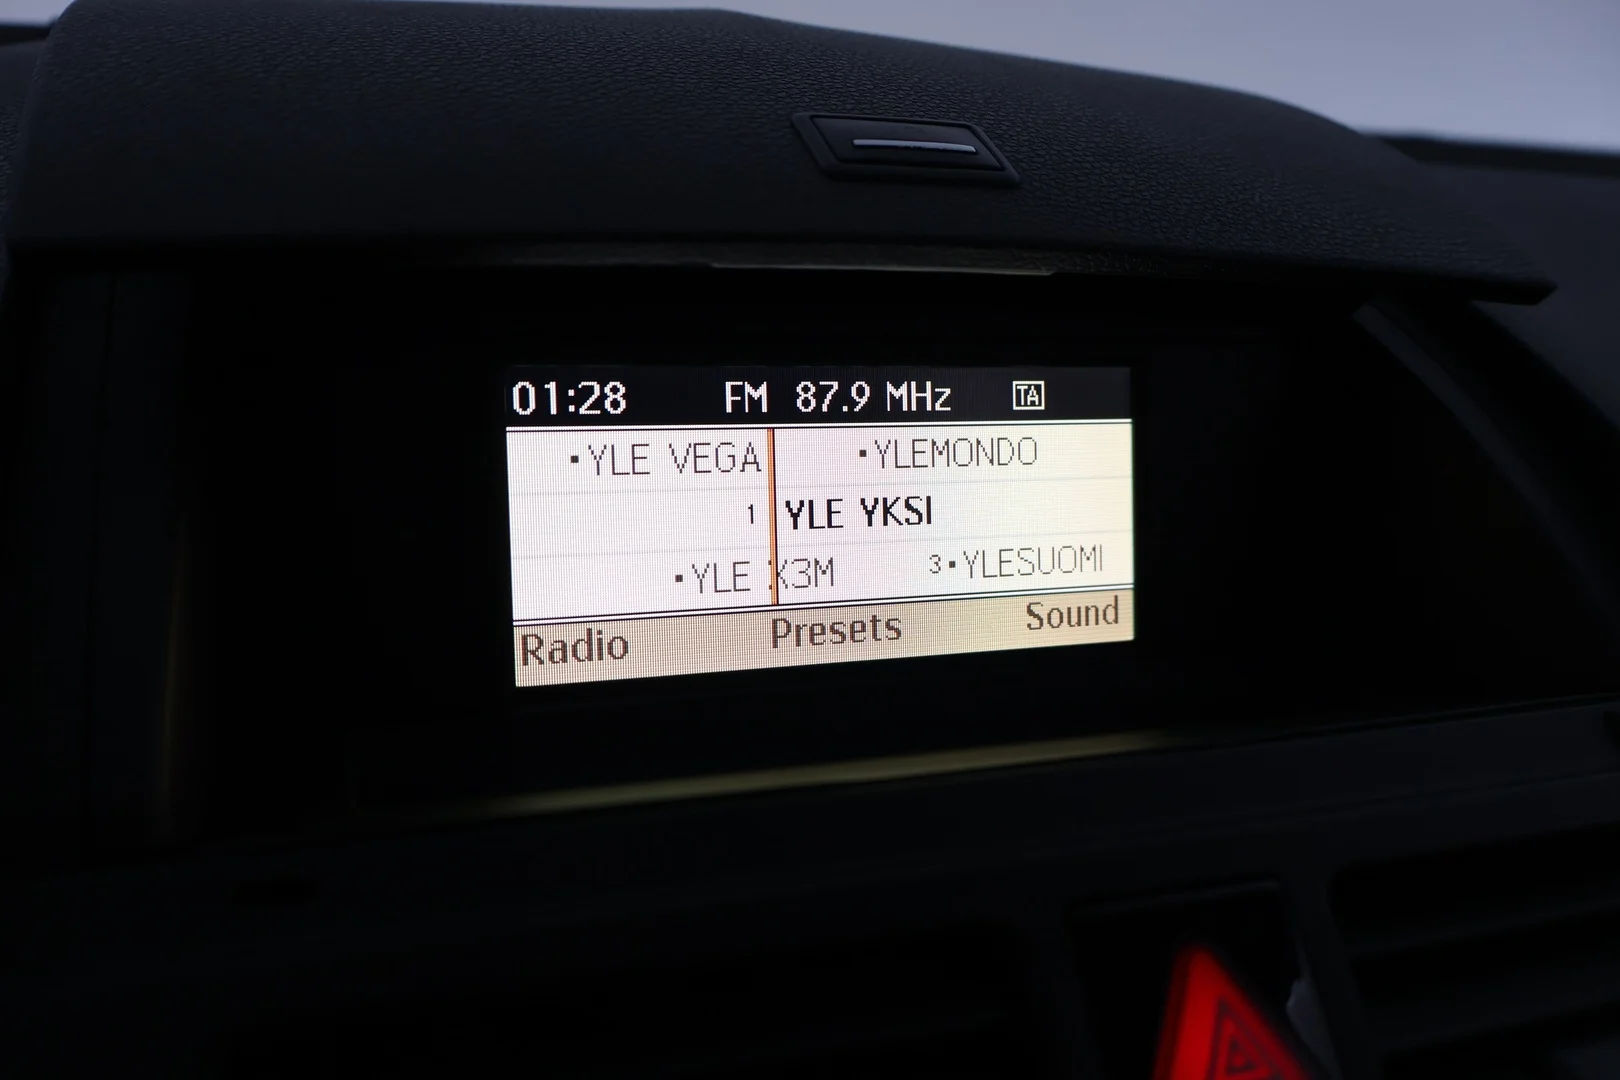 01:28 FM 87.9 MHz TA
▪YLE VEGA ▪YLEMONDO
1 YLE YKSI
▪YLE X3M 3▪YLESUOMI
Radio Presets Sound